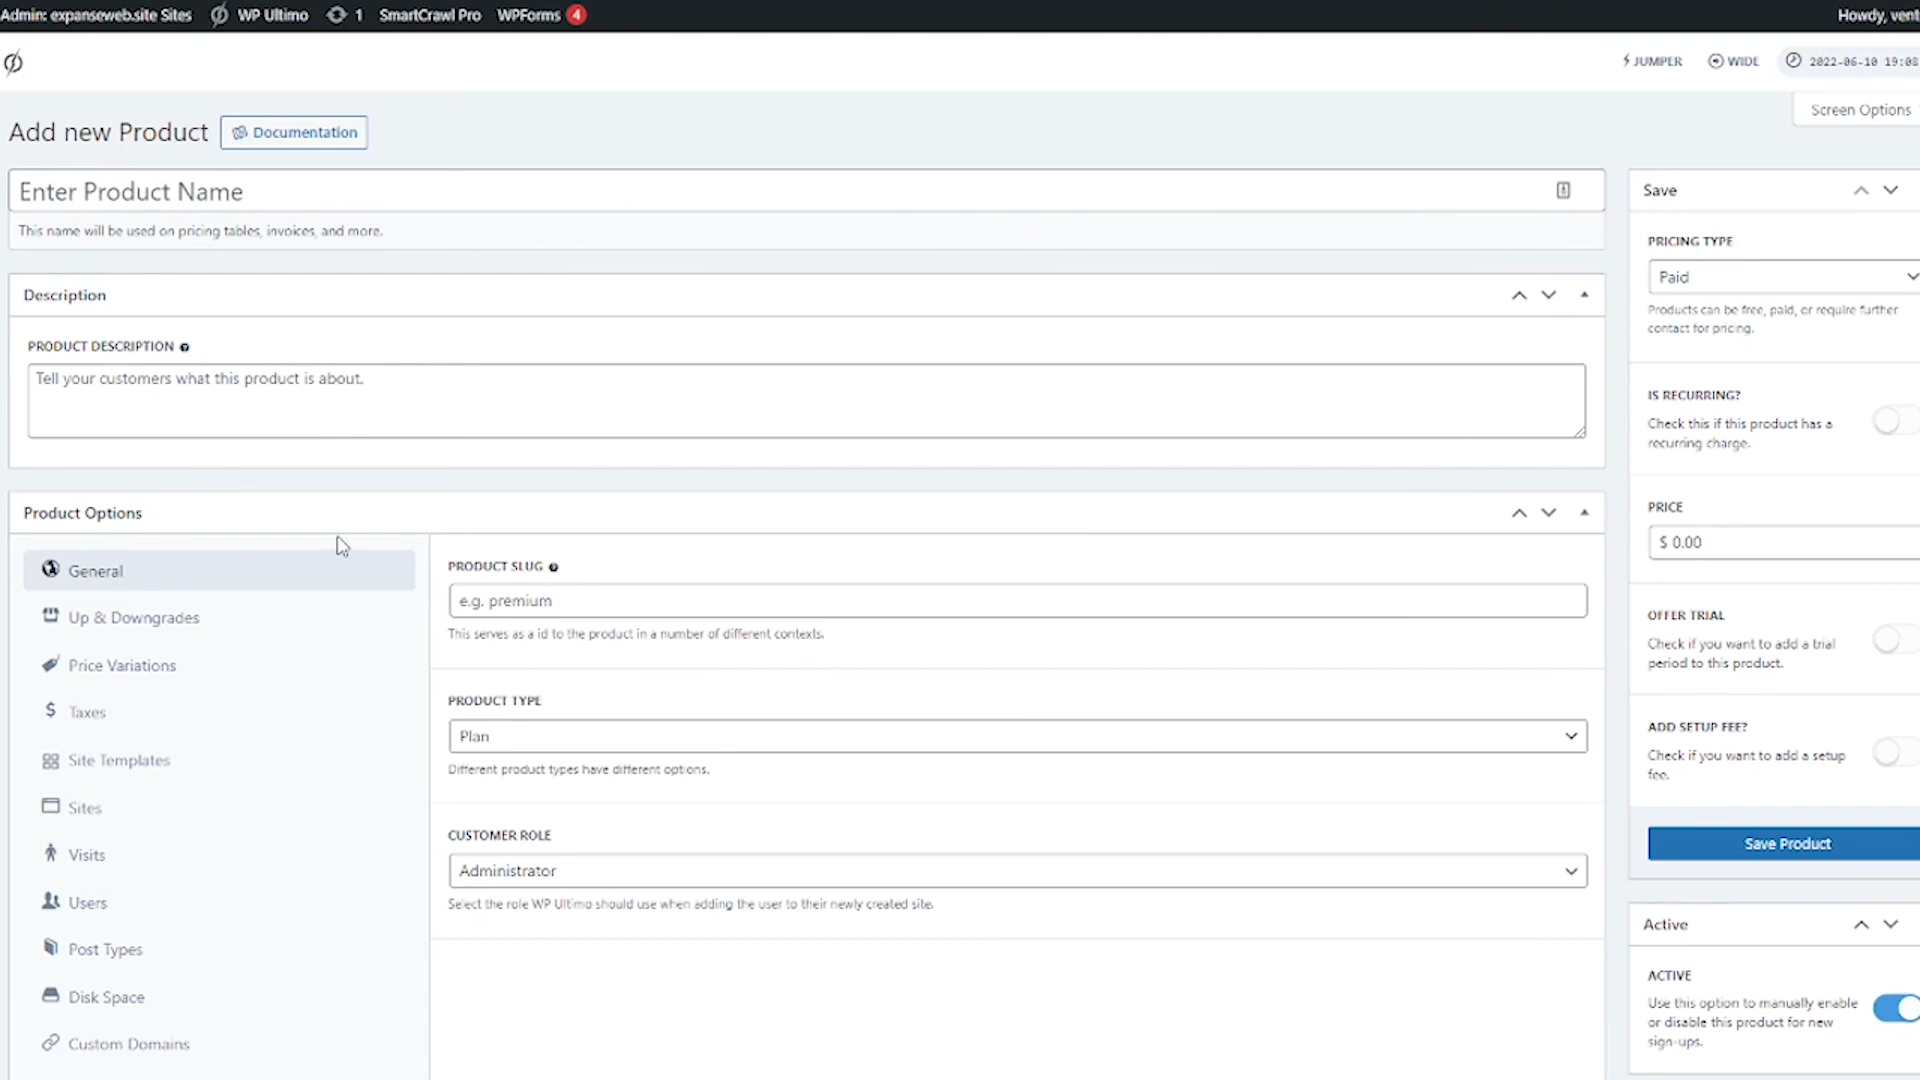 Admin: expanseweb.site Sites WP Ultimo 1 SmartCrawl Pro WPForms 4 Howdy, vent
JUMPER WIDE 2022-06-10 19:08
Screen Options
Add new Product Documentation
Enter Product Name
This name will be used on pricing tables, invoices, and more.
Description
PRODUCT DESCRIPTION
Tell your customers what this product is about.
Product Options
General
Up & Downgrades
Price Variations
Taxes
Site Templates
Sites
Visits
Users
Post Types
Disk Space
Custom Domains
PRODUCT SLUG
e.g. premium
This serves as a id to the product in a number of different contexts.
PRODUCT TYPE
Plan
Different product types have different options.
CUSTOMER ROLE
Administrator
Select the role WP Ultimo should use when adding the user to their newly created site.
Save
PRICING TYPE
Paid
Products can be free, paid, or require further
contact for pricing.
IS RECURRING?
Check this if this product has a
recurring charge.
PRICE
$ 0.00
OFFER TRIAL
Check if you want to add a trial
period to this product.
ADD SETUP FEE?
Check if you want to add a setup
fee.
Save Product
Active
ACTIVE
Use this option to manually enable
or disable this product for new
sign-ups.